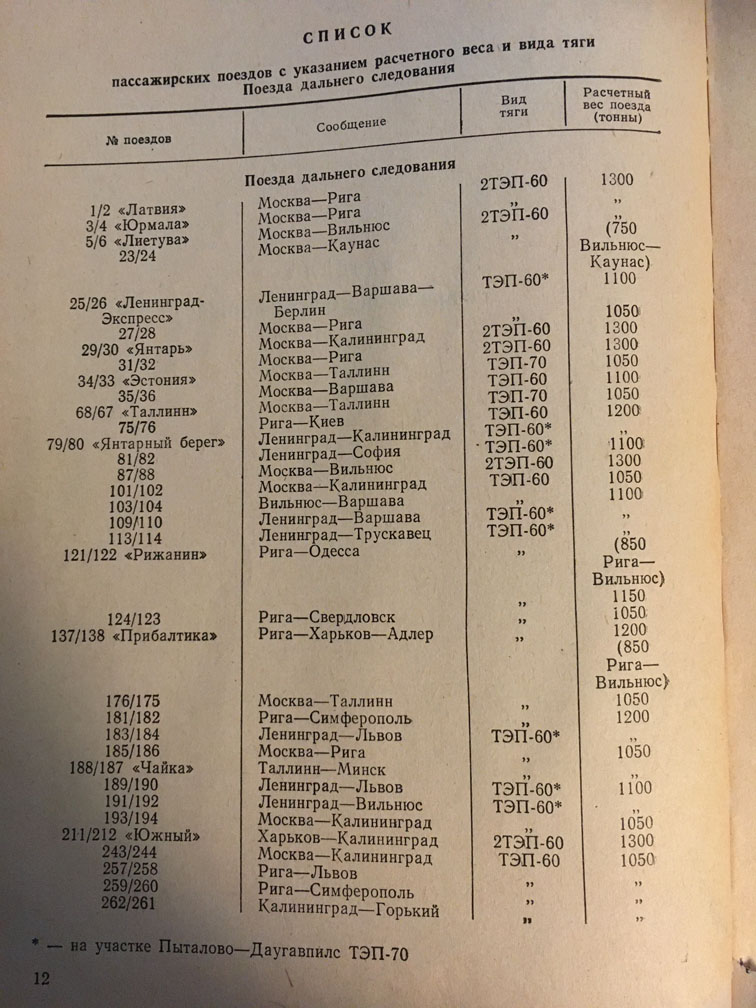 СПИСОК
пассажирских поездов с указанием расчетного веса и вида тяги
Поезда дальнего следования
№ поездов Сообщение Вид тяги Расчетный вес поезда (тонны)
Поезда дальнего следования
1/2 «Латвия» Москва—Рига 2ТЭП-60 1300
3/4 «Юрмала» Москва—Рига „ „
5/6 «Лиетува» Москва—Вильнюс 2ТЭП-60 „
23/24 Москва—Каунас „ (750
Вильнюс—
Каунас)
25/26 «Ленинград- Ленинград—Варшава— ТЭП-60* 1100
Экспресс» Берлин
27/28 Москва—Рига „ 1050
29/30 «Янтарь» Москва—Калининград 2ТЭП-60 1300
31/32 Москва—Рига 2ТЭП-60 1300
34/33 «Эстония» Москва—Таллинн ТЭП-70 1050
35/36 Москва—Варшава ТЭП-60 1100
68/67 «Таллинн» Москва—Таллинн ТЭП-70 1050
75/76 Рига—Киев ТЭП-60 1200
79/80 «Янтарный берег» Ленинград—Калининград ТЭП-60* „
81/82 Ленинград—София ТЭП-60* 1100
87/88 Москва—Вильнюс 2ТЭП-60 1300
101/102 Москва—Калининград ТЭП-60 1050
103/104 Вильнюс—Варшава „ 1100
109/110 Ленинград—Варшава ТЭП-60* „
113/114 Ленинград—Трускавец ТЭП-60* „
121/122 «Рижанин» Рига—Одесса „ (850
Рига—
Вильнюс)
„ 1150
124/123 Рига—Свердловск „ 1050
137/138 «Прибалтика» Рига—Харьков—Адлер „ 1200
(850
Рига—
Вильнюс)
176/175 Москва—Таллинн „ 1050
181/182 Рига—Симферополь „ 1200
183/184 Ленинград—Львов ТЭП-60* „
185/186 Москва—Рига „ 1050
188/187 «Чайка» Таллинн—Минск „ „
189/190 Ленинград—Львов ТЭП-60* 1100
191/192 Ленинград—Вильнюс ТЭП-60* „
193/194 Москва—Калининград „ 1050
211/212 «Южный» Харьков—Калининград 2ТЭП-60 1300
243/244 Москва—Калининград ТЭП-60 1050
257/258 Рига—Львов „ „
259/260 Рига—Симферополь „ „
262/261 Калининград—Горький „ „
* — на участке Пыталово—Даугавпилс ТЭП-70
12